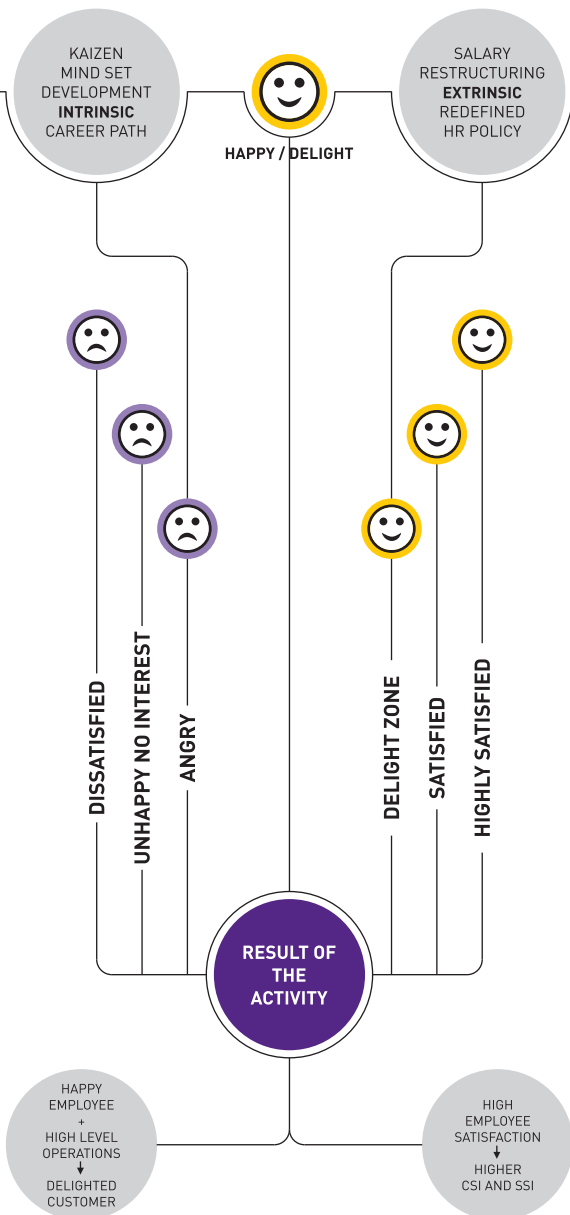 KAIZEN
MIND SET
DEVELOPMENT
INTRINSIC
CAREER PATH
HAPPY / DELIGHT
SALARY
RESTRUCTURING
EXTRINSIC
REDEFINED
HR POLICY
DISSATISFIED
UNHAPPY NO INTEREST
ANGRY
DELIGHT ZONE
SATISFIED
HIGHLY SATISFIED
RESULT OF
THE
ACTIVITY
HAPPY
EMPLOYEE
+
HIGH LEVEL
OPERATIONS
DELIGHTED
CUSTOMER
HIGH
EMPLOYEE
SATISFACTION
HIGHER
CSI AND SSI